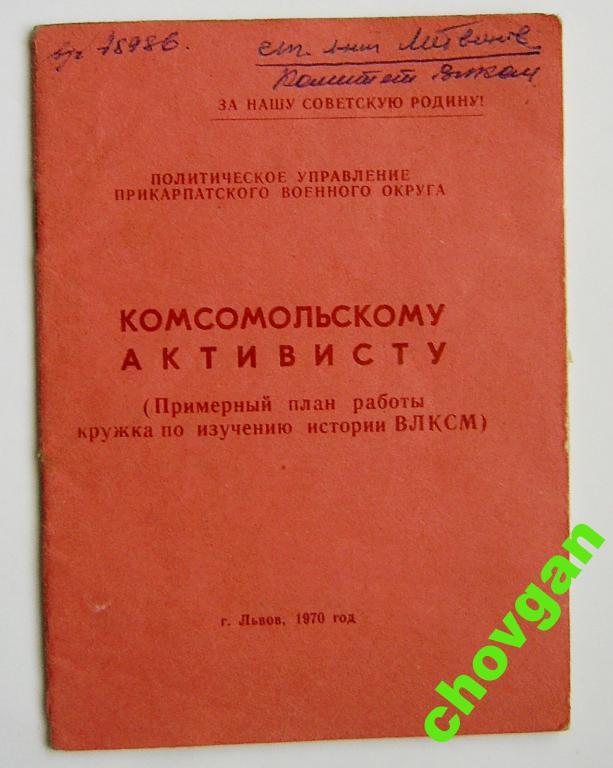 ЗА НАШУ СОВЕТСКУЮ РОДИНУ!
ПОЛИТИЧЕСКОЕ УПРАВЛЕНИЕ
ПРИКАРПАТСКОГО ВОЕННОГО ОКРУГА
КОМСОМОЛЬСКОМУ
АКТИВИСТУ
(Примерный план работы
кружка по изучению истории ВЛКСМ)
г. Львов, 1970 год
chovgan